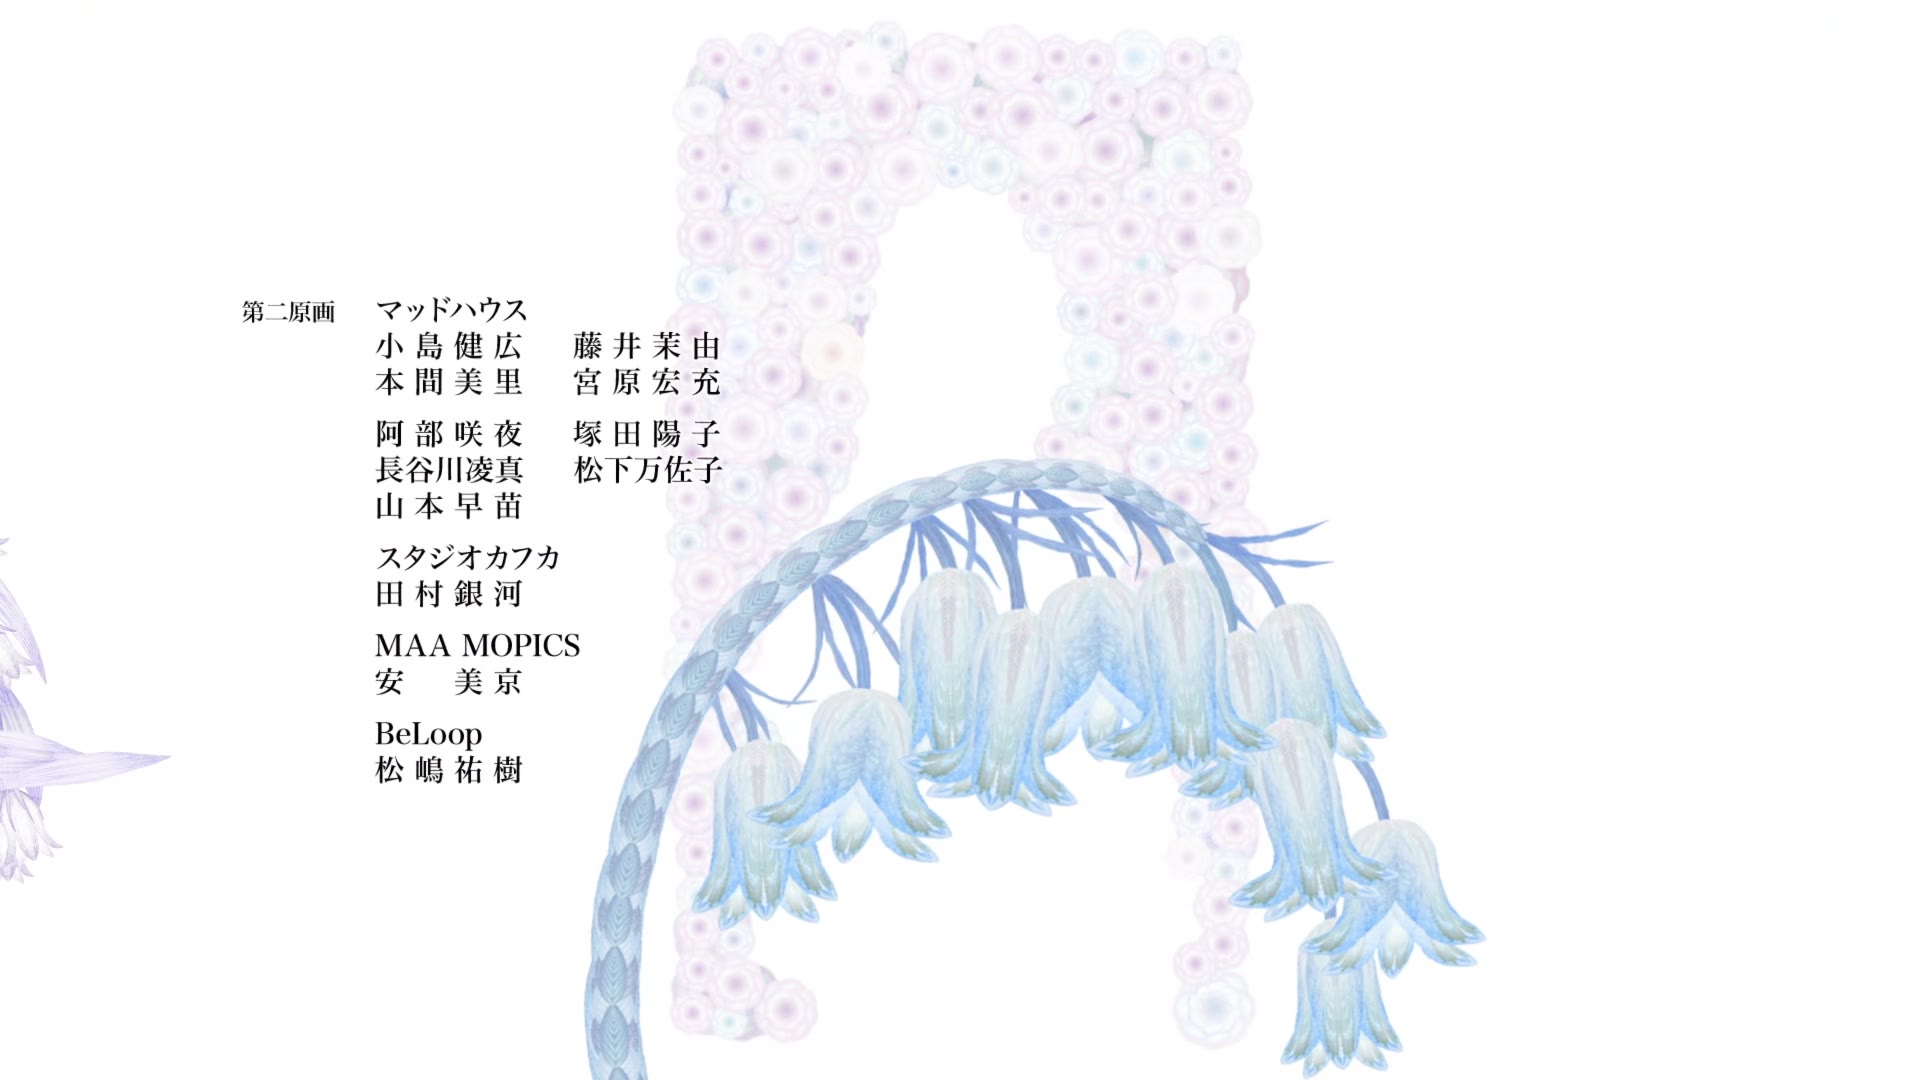 第二原画 マッドハウス
小島健広 藤井茉由
本間美里 宮原宏充
阿部咲夜 塚田陽子
長谷川凌真 松下万佐子
山本早苗
スタジオカフカ
田村銀河
MAA MOPICS
安 美京
BeLoop
松嶋祐樹